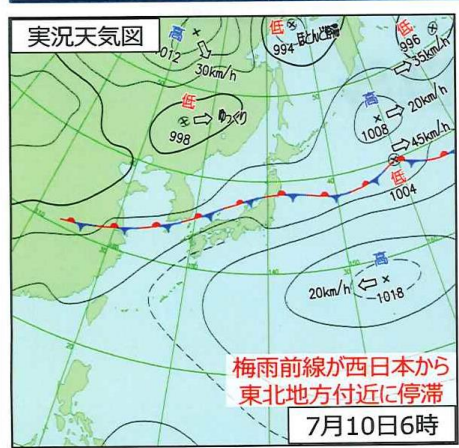 実況天気図
高
1012
30km/h
低
994
ほとんど停滞
低
996
35km/h
低
998
ゆっくり
高
1008
20km/h
45km/h
低
1004
高
20km/h
1018
梅雨前線が西日本から
東北地方付近に停滞
7月10日6時